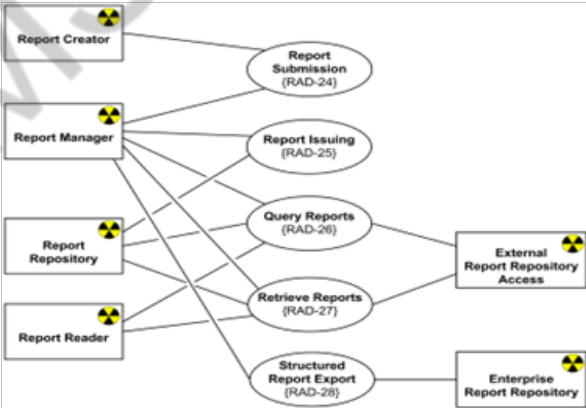 Report Creator
Report
Submission
{RAD-24}
Report Manager
Report Issuing
{RAD-25}
Query Reports
{RAD-26}
Report
Repository
External
Report Repository
Access
Retrieve Reports
{RAD-27}
Report Reader
Structured
Report Export
{RAD-28}
Enterprise
Report Repository